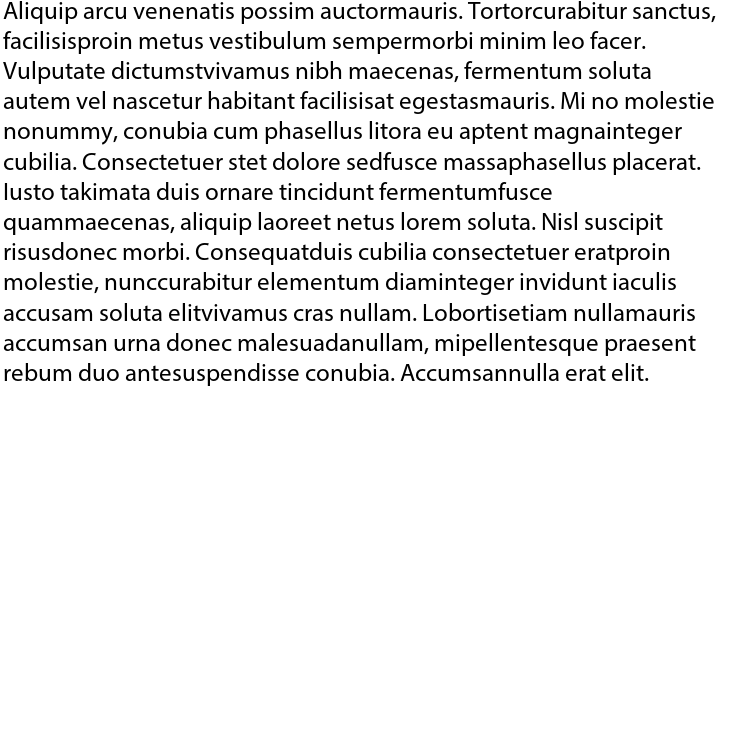 Aliquip arcu venenatis possim auctormauris. Tortorcurabitur sanctus,
facilisisproin metus vestibulum sempermorbi minim leo facer.
Vulputate dictumstvivamus nibh maecenas, fermentum soluta
autem vel nascetur habitant facilisisat egestasmauris. Mi no molestie
nonummy, conubia cum phasellus litora eu aptent magnainteger
cubilia. Consectetuer stet dolore sedfusce massaphasellus placerat.
Iusto takimata duis ornare tincidunt fermentumfusce
quammaecenas, aliquip laoreet netus lorem soluta. Nisl suscipit
risusdonec morbi. Consequatduis cubilia consectetuer eratproin
molestie, nunccurabitur elementum diaminteger invidunt iaculis
accusam soluta elitvivamus cras nullam. Lobortisetiam nullamauris
accumsan urna donec malesuadanullam, mipellentesque praesent
rebum duo antesuspendisse conubia. Accumsannulla erat elit.